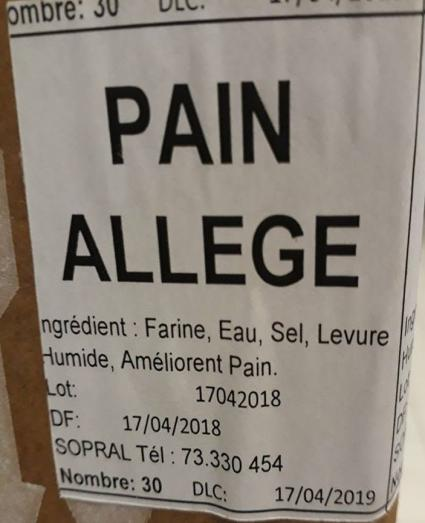 ombre: 30 DLC:
PAIN
ALLEGE
ngrédient : Farine, Eau, Sel, Levure
Humide, Améliorent Pain.
Lot: 17042018
DF: 17/04/2018
SOPRAL Tél : 73.330 454
Nombre: 30 DLC: 17/04/2019